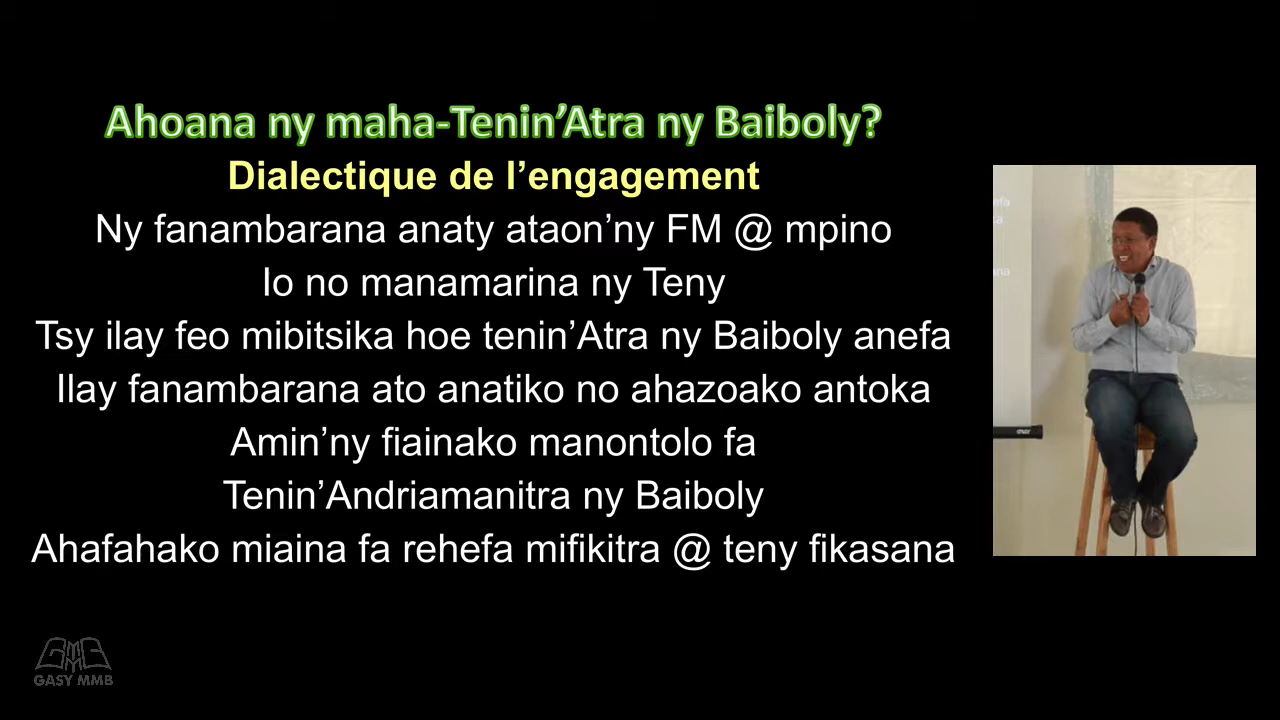 Ahoana ny maha-Tenin’Atra ny Baiboly?
Dialectique de l’engagement
Ny fanambarana anaty ataon’ny FM @ mpino
Io no manamarina ny Teny
Tsy ilay feo mibitsika hoe tenin’Atra ny Baiboly anefa
Ilay fanambarana ato anatiko no ahazoako antoka
Amin’ny fiainako manontolo fa
Tenin’Andriamanitra ny Baiboly
Ahafahako miaina fa rehefa mifikitra @ teny fikasana
GASY MMB